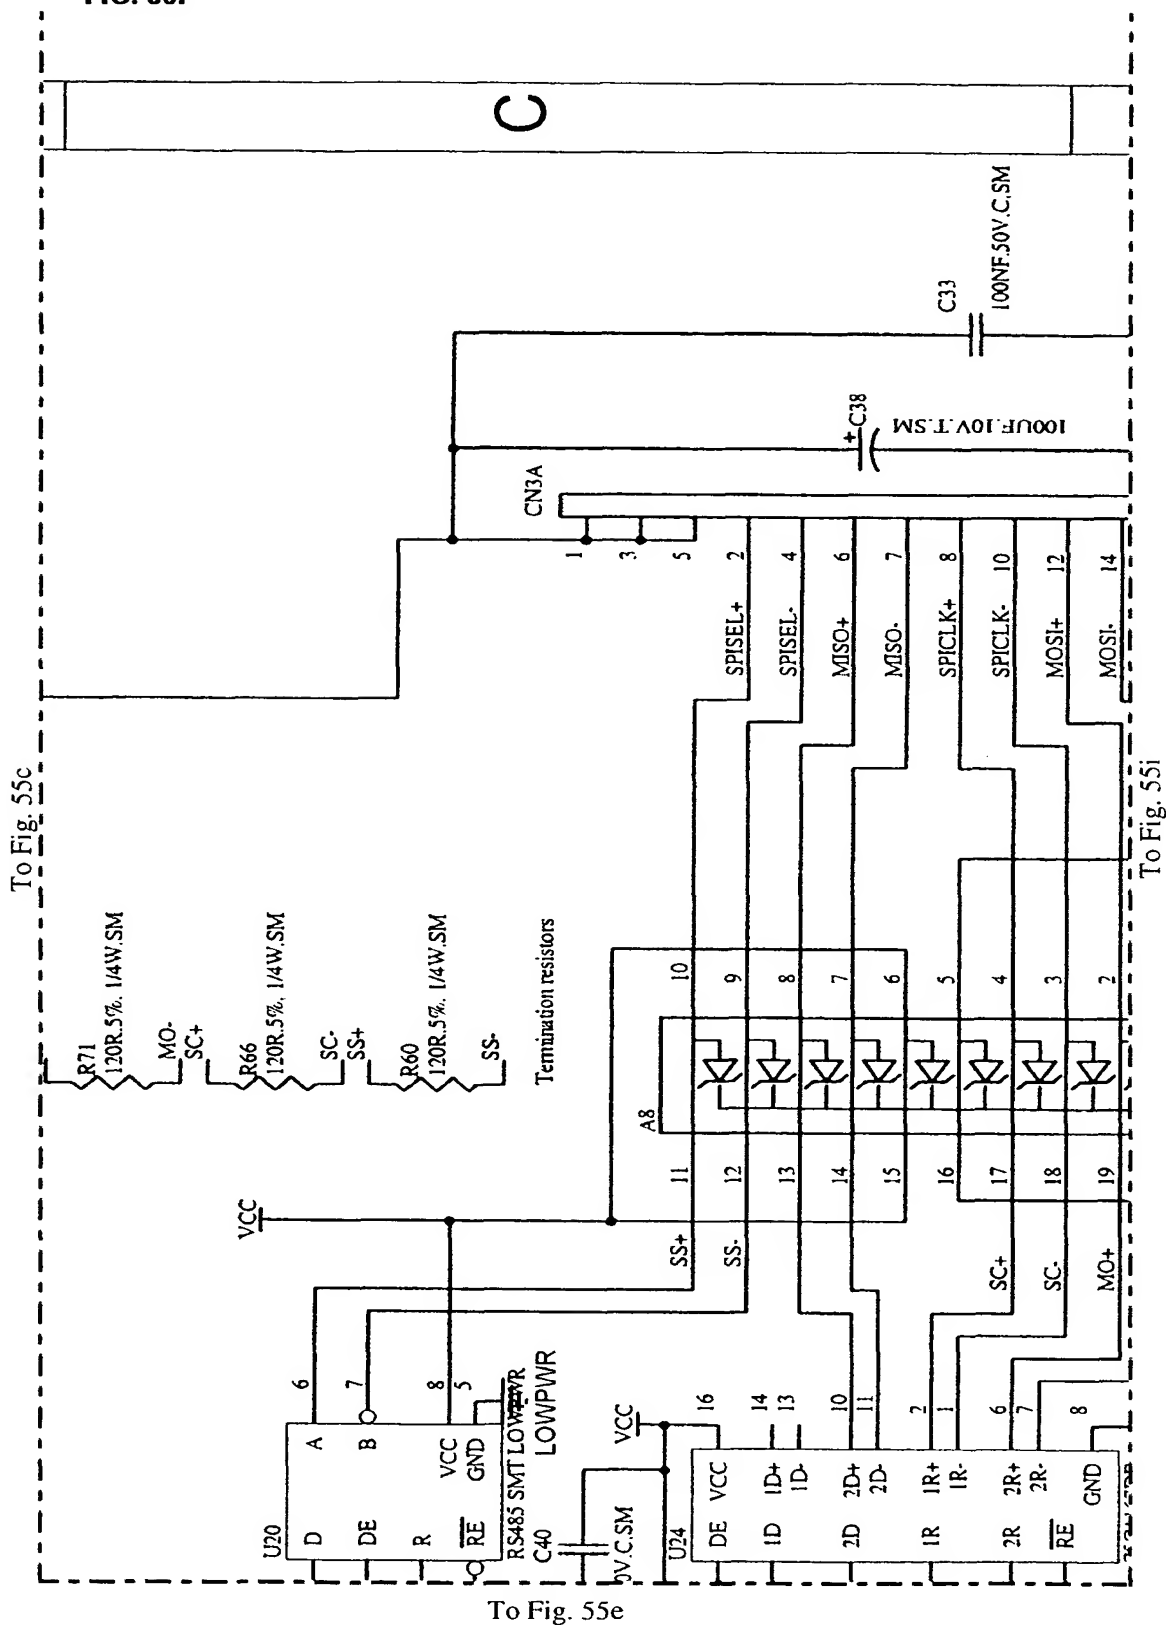 To Fig. 55c
C
C33
100NF.50V.C.SM
+
C38
100UF.10V.T.SM
CN3A
1
3
5
2
4
6
7
8
10
12
14
SPISEL+
SPISEL-
MISO+
MISO-
SPICLK+
SPICLK-
MOSI+
MOSI-
To Fig. 55i
R71
120R.5%. 1/4W.SM
MO-
SC+
R66
120R.5%. 1/4W.SM
SC-
SS+
R60
120R.5%. 1/4W.SM
SS-
Termination resistors
10
9
8
7
6
5
4
3
2
A8
11
12
13
14
15
16
17
18
19
VCC
SS+
SS-
SC+
SC-
MO+
6
7
8
5
U20
A
B
VCC
GND
D
DE
R
RE
RS485 SMT LOWPWR
LOWPWR
C40
0V.C.SM
VCC
16
14
13
10
11
2
1
6
7
8
U24
VCC
1D+
1D-
2D+
2D-
1R+
1R-
2R+
2R-
GND
DE
1D
2D
1R
2R
RE
To Fig. 55e